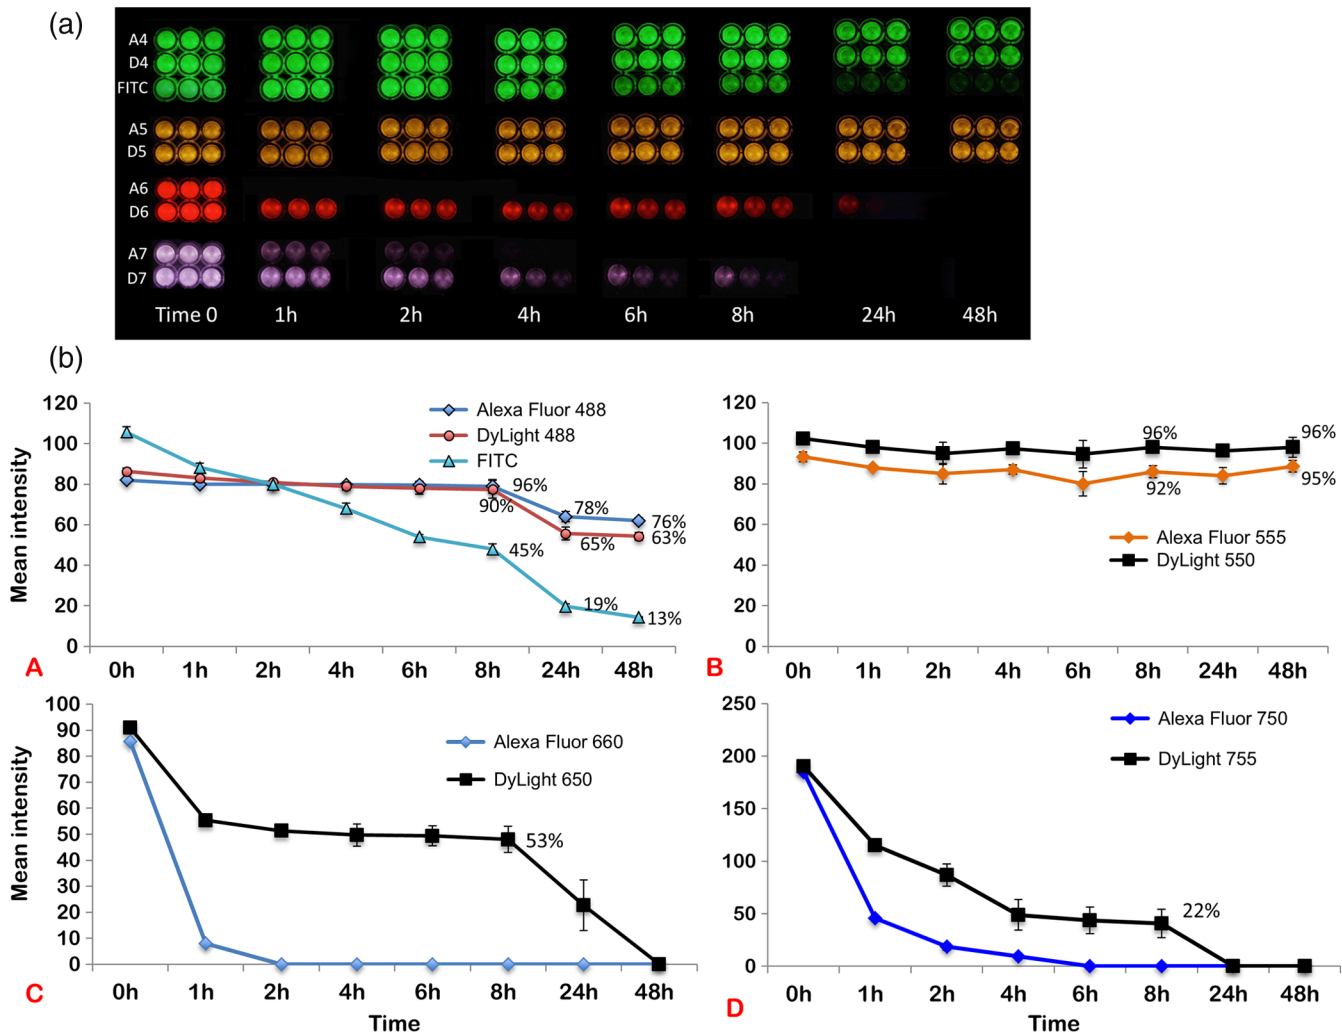 (a)
A4
D4
FITC
A5
D5
A6
D6
A7
D7
Time 0 1h 2h 4h 6h 8h 24h 48h
(b)
120
100
80
60
40
20
0
Mean intensity
Alexa Fluor 488
DyLight 488
FITC
96%
90%
78%
76%
65%
63%
45%
19%
13%
A
0h 1h 2h 4h 6h 8h 24h 48h
120
100
80
60
40
20
0
96%
96%
92%
95%
Alexa Fluor 555
DyLight 550
B
0h 1h 2h 4h 6h 8h 24h 48h
100
90
80
70
60
50
40
30
20
10
0
Mean intensity
Alexa Fluor 660
DyLight 650
53%
C
0h 1h 2h 4h 6h 8h 24h 48h
Time
250
200
150
100
50
0
Alexa Fluor 750
DyLight 755
22%
D
0h 1h 2h 4h 6h 8h 24h 48h
Time